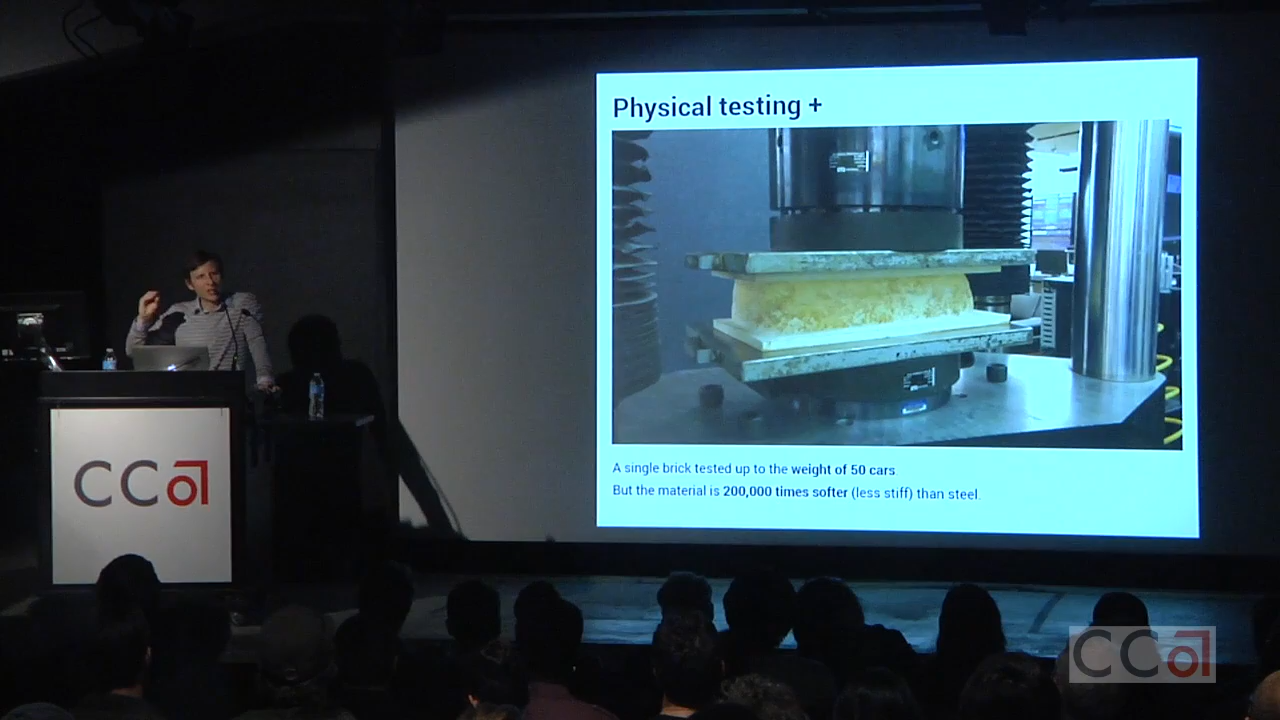 Physical testing +
A single brick tested up to the weight of 50 cars.
But the material is 200,000 times softer (less stiff) than steel.
CCA
CCA